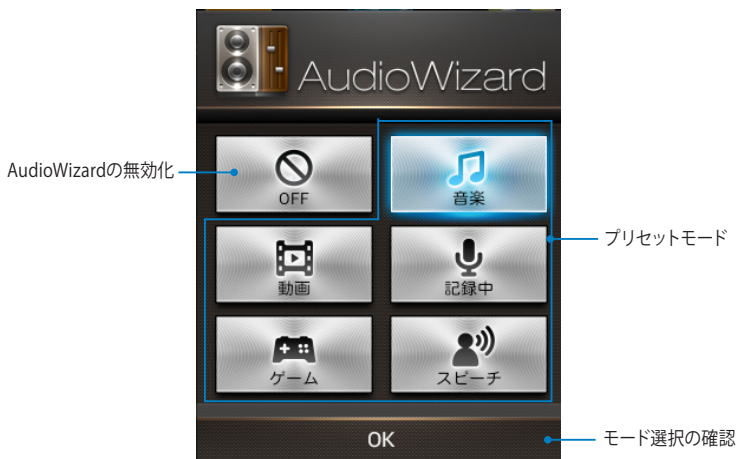 AudioWizard
AudioWizardの無効化
OFF
音楽
プリセットモード
動画
記録中
ゲーム
スピーチ
OK
モード選択の確認